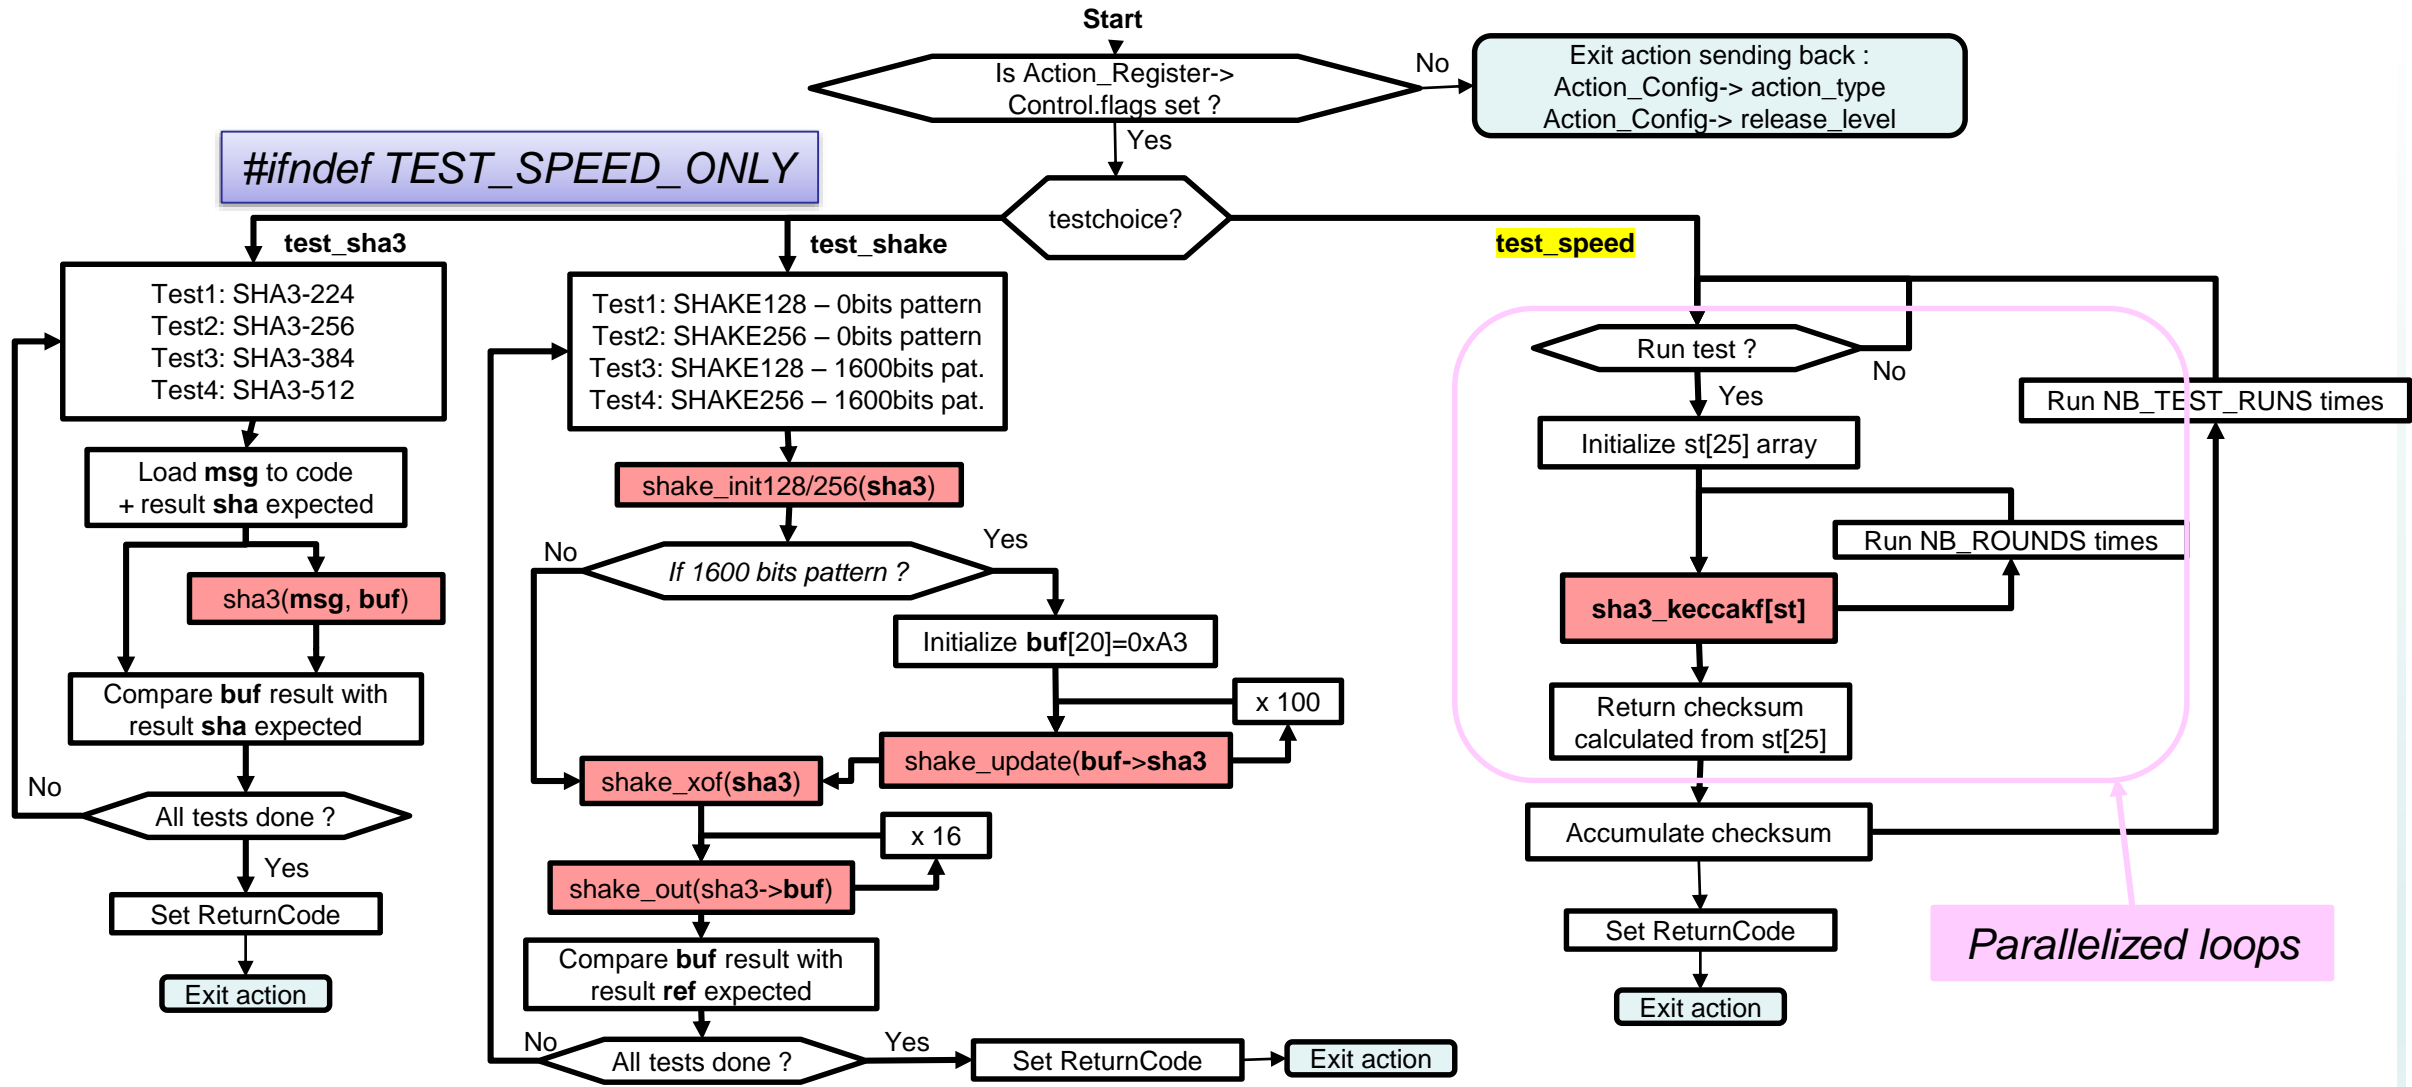 Start
Is Action_Register->
Control.flags set ?
No
Exit action sending back :
Action_Config-> action_type
Action_Config-> release_level
Yes
#ifndef TEST_SPEED_ONLY
testchoice?
test_sha3
test_shake
test_speed
Test1: SHA3-224
Test2: SHA3-256
Test3: SHA3-384
Test4: SHA3-512
Load msg to code
+ result sha expected
sha3(msg, buf)
Compare buf result with
result sha expected
No
All tests done ?
Yes
Set ReturnCode
Exit action
Test1: SHAKE128 – 0bits pattern
Test2: SHAKE256 – 0bits pattern
Test3: SHAKE128 – 1600bits pat.
Test4: SHAKE256 – 1600bits pat.
shake_init128/256(sha3)
No
If 1600 bits pattern ?
Yes
Initialize buf[20]=0xA3
x 100
shake_update(buf->sha3
shake_xof(sha3)
x 16
shake_out(sha3->buf)
Compare buf result with
result ref expected
No
All tests done ?
Yes
Set ReturnCode
Exit action
Run test ?
No
Yes
Run NB_TEST_RUNS times
Initialize st[25] array
Run NB_ROUNDS times
sha3_keccakf[st]
Return checksum
calculated from st[25]
Accumulate checksum
Set ReturnCode
Exit action
Parallelized loops